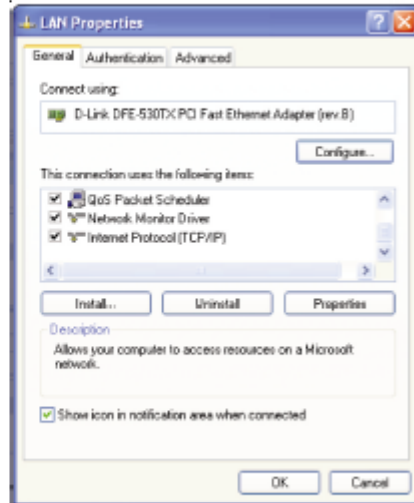 LAN Properties
General Authentication Advanced
Connect using:
D-Link DFE-530TX PCI Fast Ethernet Adapter (rev.B)
Configure...
This connection uses the following items:
QoS Packet Scheduler
Network Monitor Driver
Internet Protocol (TCP/IP)
Install... Uninstall Properties
Description
Allows your computer to access resources on a Microsoft
network.
Show icon in notification area when connected
OK Cancel